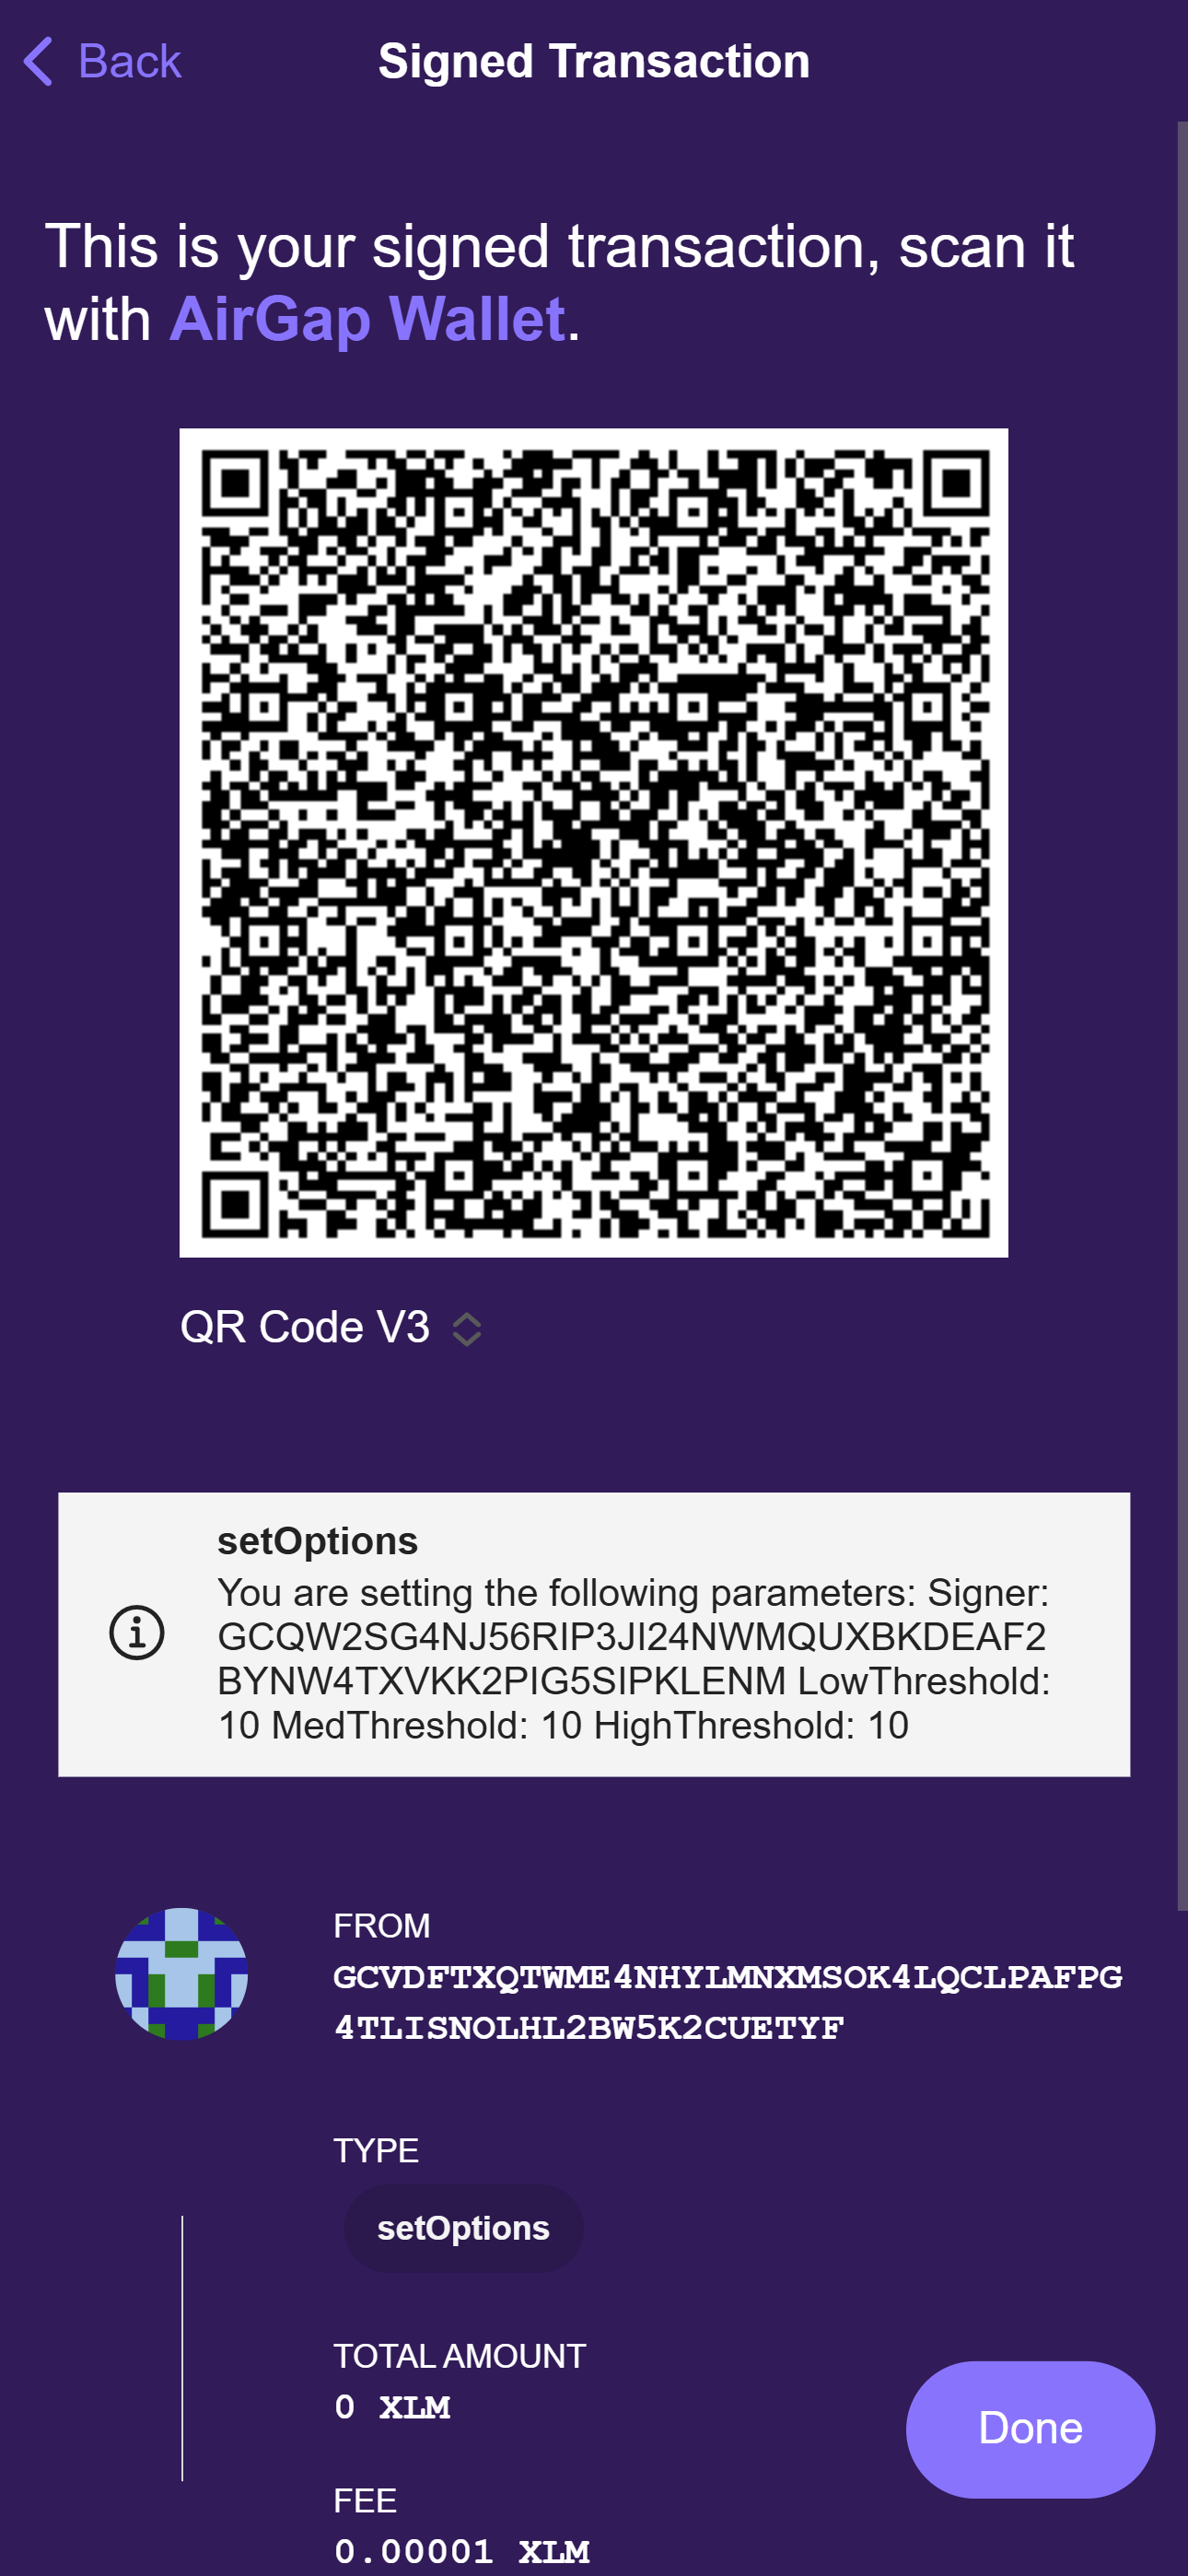 Back
Signed Transaction
This is your signed transaction, scan it
with AirGap Wallet.
QR Code V3
setOptions
You are setting the following parameters: Signer:
GCQW2SG4NJ56RIP3JI24NWMQUXBKDEAF2
BYNW4TXVKK2PIG5SIPKLENM LowThreshold:
10 MedThreshold: 10 HighThreshold: 10
FROM
GCVDFTXQTWME4NHYLMNXMSOK4LQCLPAFPG
4TLISNOLHL2BW5K2CUETYF
TYPE
setOptions
TOTAL AMOUNT
0 XLM
Done
FEE
0.00001 XLM